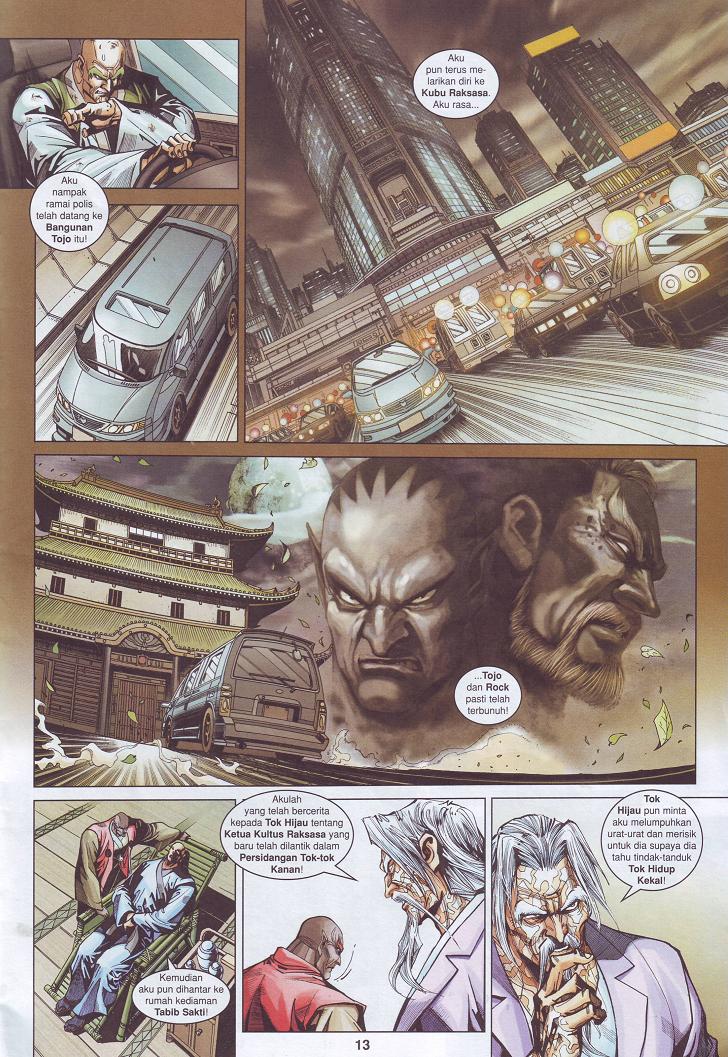 Aku
nampak
ramai polis
telah datang ke
Bangunan
Tojo itu!
Aku
pun terus me-
larikan diri ke
Kubu Raksasa.
Aku rasa...
...Tojo
dan Rock
pasti telah
terbunuh!
Kemudian
aku pun dihantar ke
rumah kediaman
Tabib Sakti!
Akulah
yang telah bercerita
kepada Tok Hijau tentang
Ketua Kultus Raksasa yang
baru telah dilantik dalam
Persidangan Tok-tok
Kanan!
Tok
Hijau pun minta
aku melumpuhkan
urat-urat dan merisik
untuk dia supaya dia
tahu tindak-tanduk
Tok Hidup
Kekal!
13